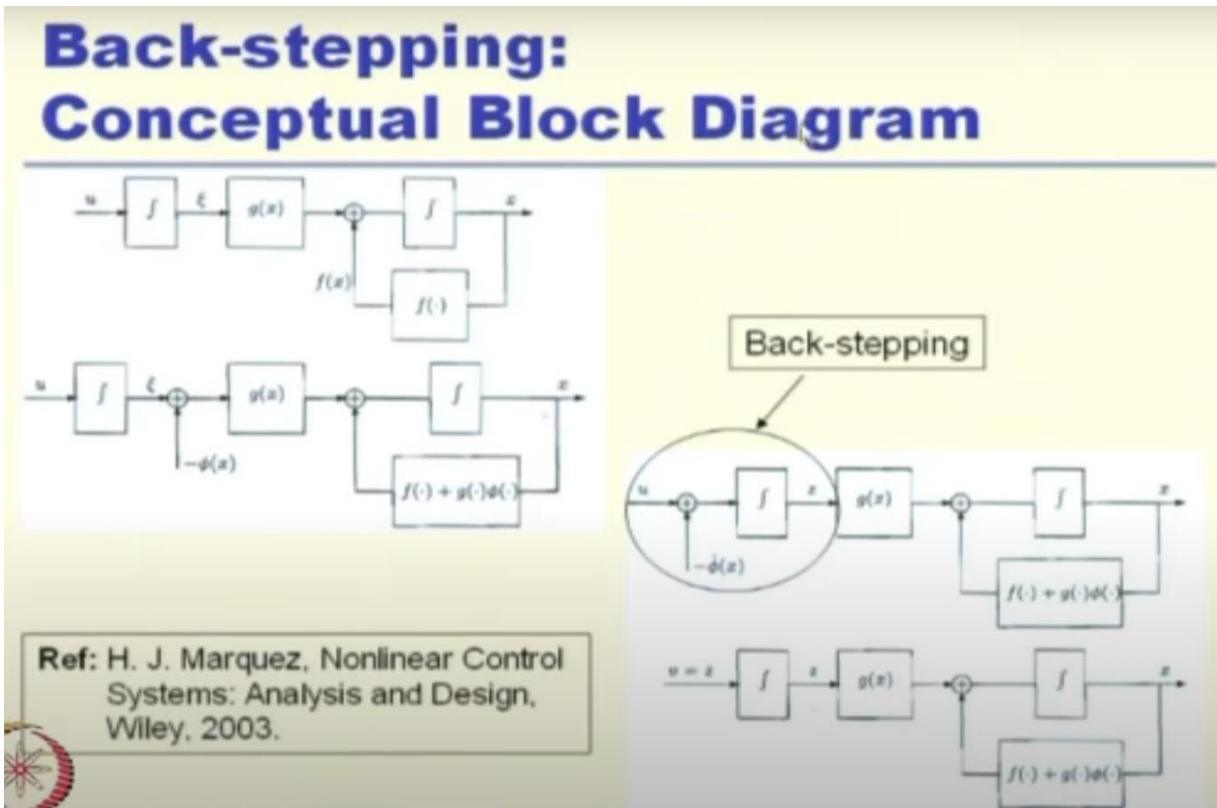 Back-stepping:
Conceptual Block Diagram
u
∫
ξ
g(x)
∫
x
f(x)
f(·)
u
∫
ξ
g(x)
∫
x
-ϕ(x)
f(·) + g(·)ϕ(·)
Back-stepping
u
∫
z
g(x)
∫
x
f(·) + g(·)ϕ(·)
∫
g(x)
∫
x
f(·) + g(·)ϕ(·)
Ref: H. J. Marquez, Nonlinear Control
Systems: Analysis and Design,
Wiley, 2003.